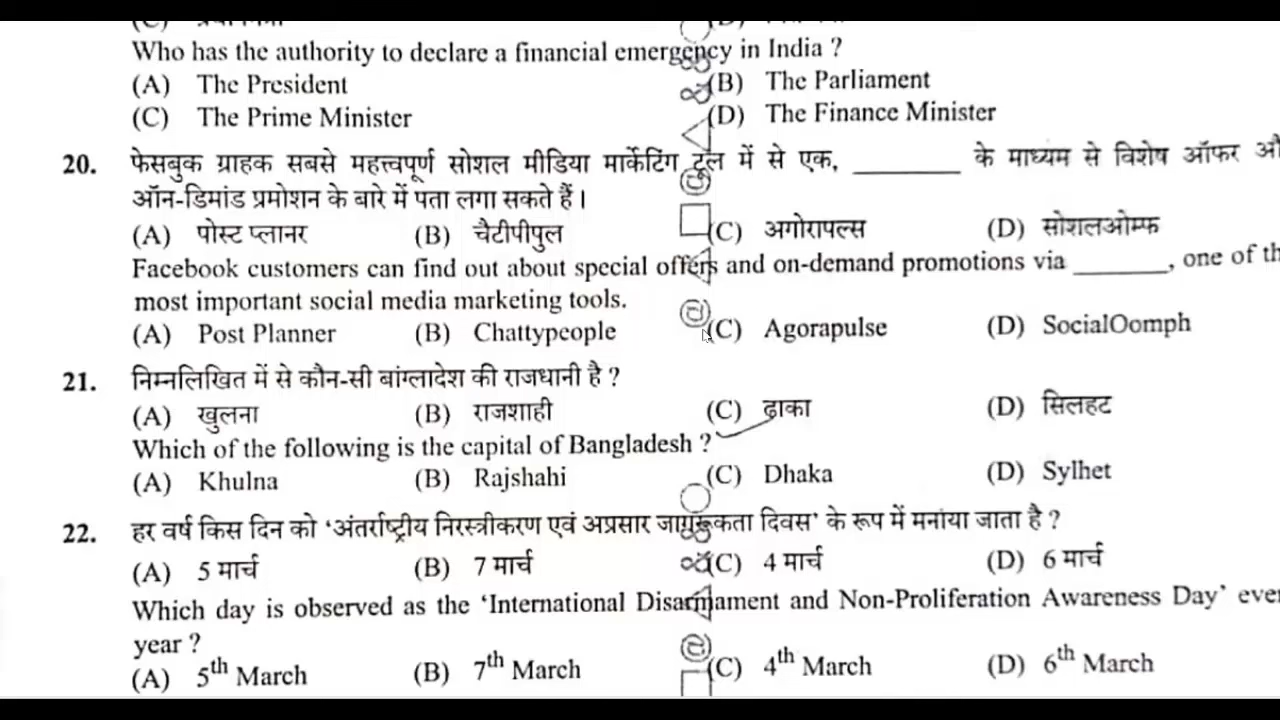 (C)
(D)
Who has the authority to declare a financial emergency in India ?
(A) The President (B) The Parliament
(C) The Prime Minister (D) The Finance Minister
20. फेसबुक ग्राहक सबसे महत्त्वपूर्ण सोशल मीडिया मार्केटिंग टूल में से एक, ________ के माध्यम से विशेष ऑफर
ऑन-डिमांड प्रमोशन के बारे में पता लगा सकते हैं ।
(A) पोस्ट प्लानर (B) चैटीपीपुल (C) अगोरापल्स (D) सोशलओम्फ
Facebook customers can find out about special offers and on-demand promotions via _______, one of th
most important social media marketing tools.
(A) Post Planner (B) Chattypeople (C) Agorapulse (D) SocialOomph
21. निम्नलिखित में से कौन-सी बांग्लादेश की राजधानी है ?
(A) खुलना (B) राजशाही (C) ढ़ाका (D) सिलहट
Which of the following is the capital of Bangladesh ?
(A) Khulna (B) Rajshahi (C) Dhaka (D) Sylhet
22. हर वर्ष किस दिन को ‘अंतर्राष्ट्रीय निरस्त्रीकरण एवं अप्रसार जागरूकता दिवस’ के रूप में मनाया जाता है ?
(A) 5 मार्च (B) 7 मार्च (C) 4 मार्च (D) 6 मार्च
Which day is observed as the ‘International Disarmament and Non-Proliferation Awareness Day’ ever
year ?
(A) 5th March (B) 7th March (C) 4th March (D) 6th March